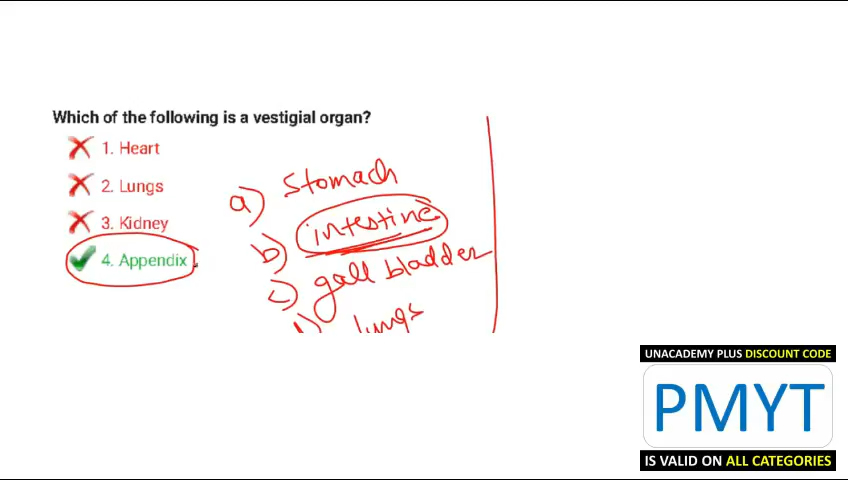 Which of the following is a vestigial organ?
1. Heart
2. Lungs
3. Kidney
4. Appendix
a) Stomach
b) intestine
c) gall bladder
lungs
UNACADEMY PLUS DISCOUNT CODE
PMYT
IS VALID ON ALL CATEGORIES